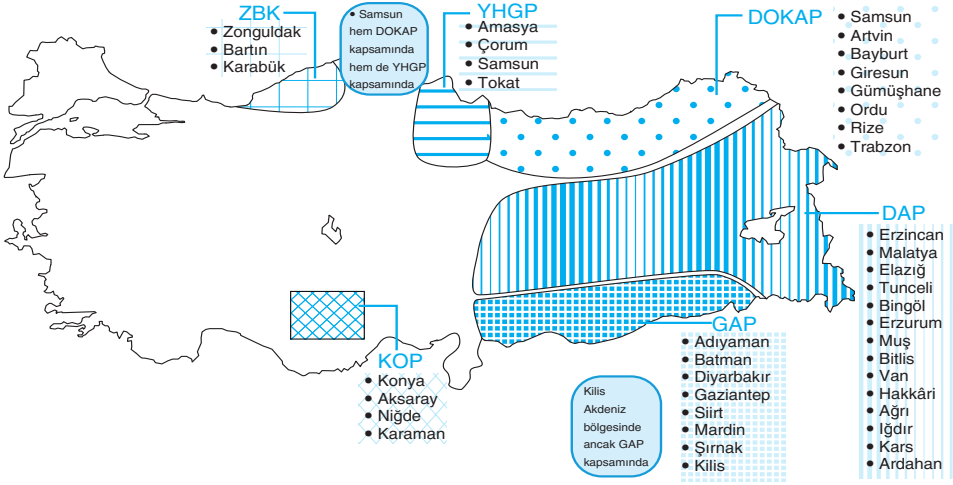 ZBK
• Zonguldak
• Bartın
• Karabük
• Samsun
hem DOKAP
kapsamında
hem de YHGP
kapsamında
YHGP
• Amasya
• Çorum
• Samsun
• Tokat
DOKAP
• Samsun
• Artvin
• Bayburt
• Giresun
• Gümüşhane
• Ordu
• Rize
• Trabzon
DAP
• Erzincan
• Malatya
• Elazığ
• Tunceli
• Bingöl
• Erzurum
• Muş
• Bitlis
• Van
• Hakkâri
• Ağrı
• Iğdır
• Kars
• Ardahan
GAP
• Adıyaman
• Batman
• Diyarbakır
• Gaziantep
• Siirt
• Mardin
• Şırnak
• Kilis
Kilis
Akdeniz
bölgesinde
ancak GAP
kapsamında
KOP
• Konya
• Aksaray
• Niğde
• Karaman